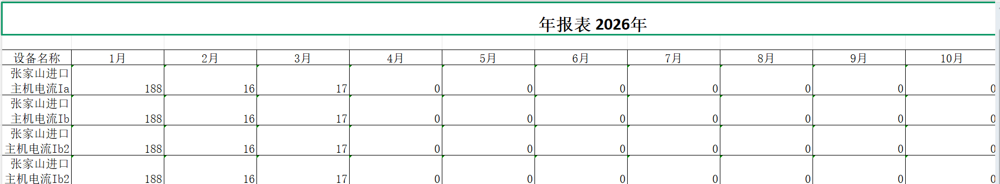 年报表 2026年
设备名称 1月 2月 3月 4月 5月 6月 7月 8月 9月 10月
张家山进口
主机电流Ia 188 16 17 0 0 0 0 0 0 0
张家山进口
主机电流Ib 188 16 17 0 0 0 0 0 0 0
张家山进口
主机电流Ib2 188 16 17 0 0 0 0 0 0 0
张家山进口
主机电流Ib2 188 16 17 0 0 0 0 0 0 0